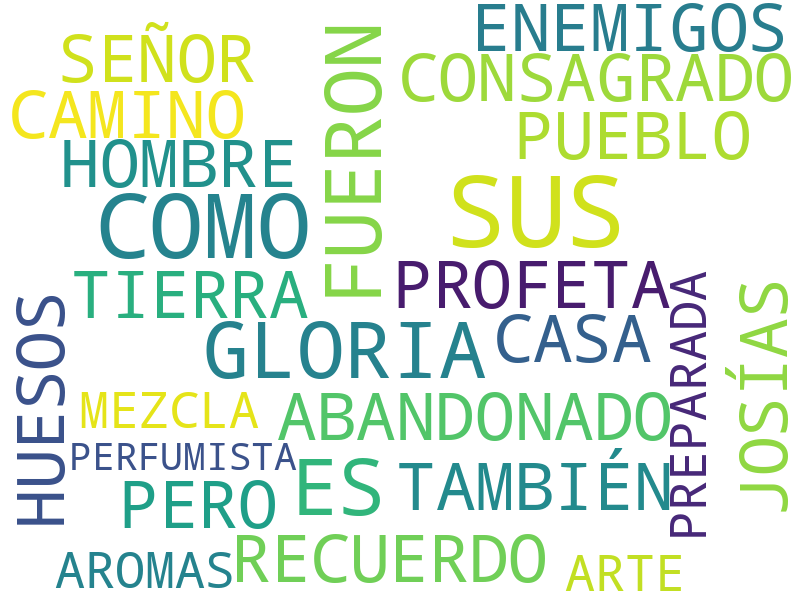 ENEMIGOS
SEÑOR
FUERON
CONSAGRADO
CAMINO
PUEBLO
HOMBRE
COMO
SUS
TIERRA
PROFETA
PREPARADA
JOSÍAS
HUESOS
GLORIA
CASA
MEZCLA
ABANDONADO
PERFUMISTA
ES
TAMBIÉN
PERO
RECUERDO
AROMAS
ARTE